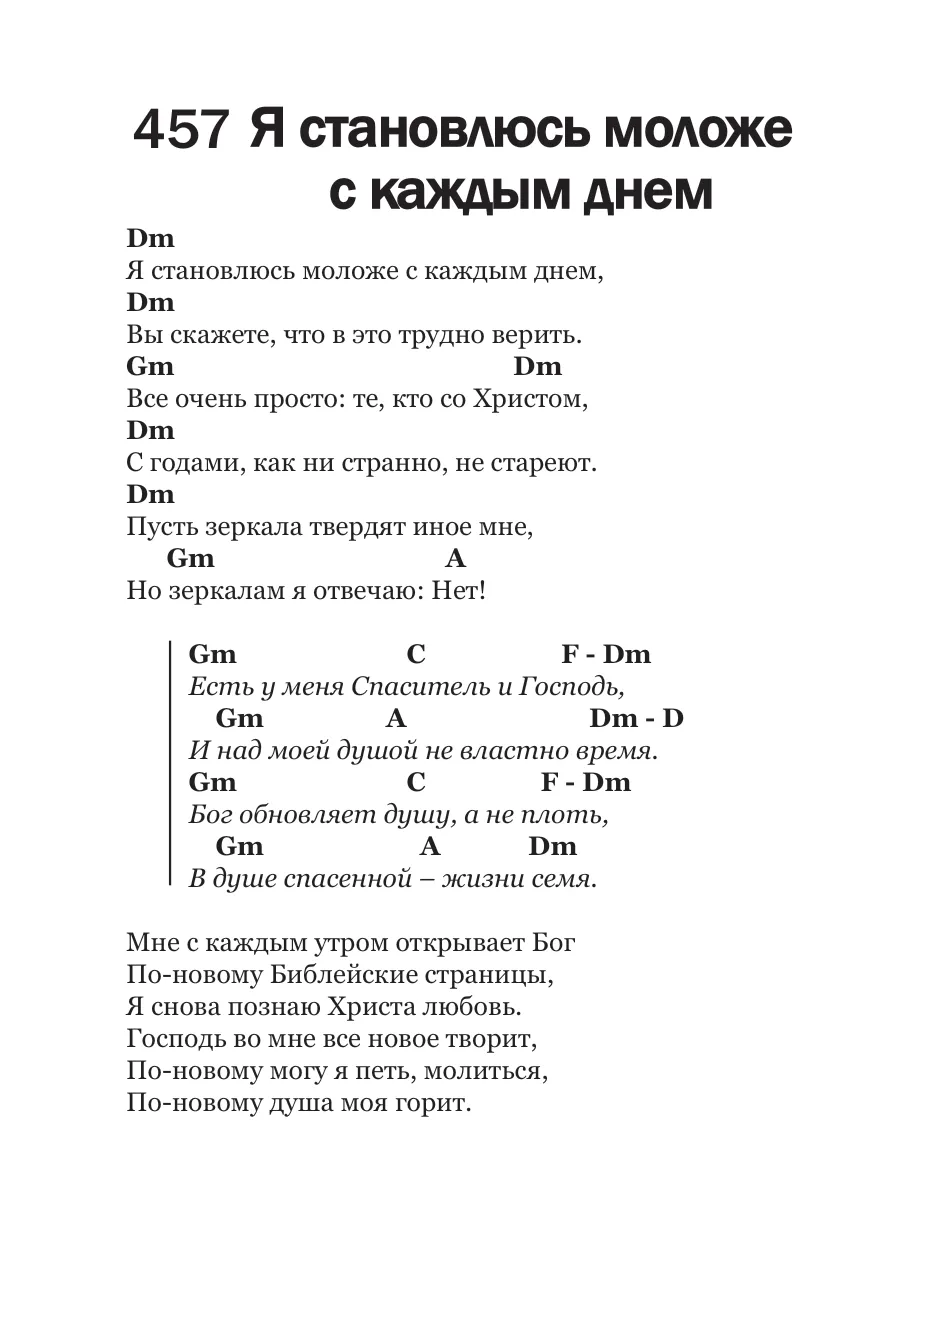 457 Я становлюсь моложе
с каждым днем
Dm
Я становлюсь моложе с каждым днем,
Dm
Вы скажете, что в это трудно верить.
Gm Dm
Все очень просто: те, кто со Христом,
Dm
С годами, как ни странно, не стареют.
Dm
Пусть зеркала твердят иное мне,
Gm A
Но зеркалам я отвечаю: Нет!
Gm C F - Dm
Есть у меня Спаситель и Господь,
Gm A Dm - D
И над моей душой не властно время.
Gm C F - Dm
Бог обновляет душу, а не плоть,
Gm A Dm
В душе спасенной – жизни семя.
Мне с каждым утром открывает Бог
По-новому Библейские страницы,
Я снова познаю Христа любовь.
Господь во мне все новое творит,
По-новому могу я петь, молиться,
По-новому душа моя горит.